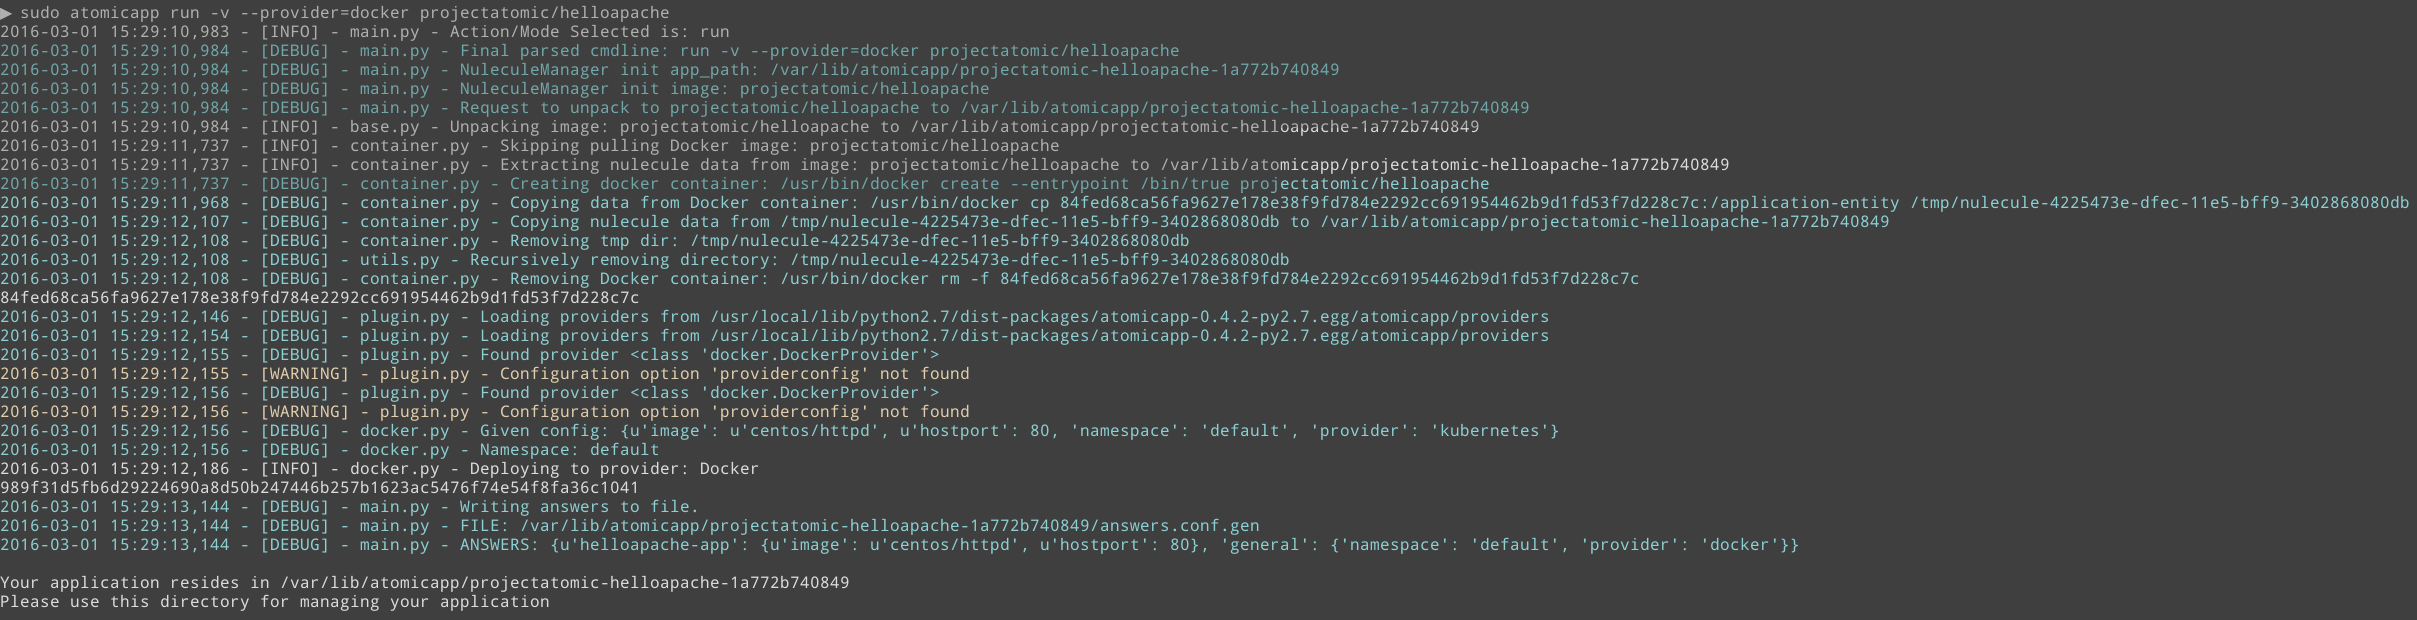 ▶ sudo atomicapp run -v --provider=docker projectatomic/helloapache
2016-03-01 15:29:10,983 - [INFO] - main.py - Action/Mode Selected is: run
2016-03-01 15:29:10,984 - [DEBUG] - main.py - Final parsed cmdline: run -v --provider=docker projectatomic/helloapache
2016-03-01 15:29:10,984 - [DEBUG] - main.py - NuleculeManager init app_path: /var/lib/atomicapp/projectatomic-helloapache-1a772b740849
2016-03-01 15:29:10,984 - [DEBUG] - main.py - NuleculeManager init image: projectatomic/helloapache
2016-03-01 15:29:10,984 - [DEBUG] - main.py - Request to unpack to projectatomic/helloapache to /var/lib/atomicapp/projectatomic-helloapache-1a772b740849
2016-03-01 15:29:10,984 - [INFO] - base.py - Unpacking image: projectatomic/helloapache to /var/lib/atomicapp/projectatomic-helloapache-1a772b740849
2016-03-01 15:29:11,737 - [INFO] - container.py - Skipping pulling Docker image: projectatomic/helloapache
2016-03-01 15:29:11,737 - [INFO] - container.py - Extracting nulecule data from image: projectatomic/helloapache to /var/lib/atomicapp/projectatomic-helloapache-1a772b740849
2016-03-01 15:29:11,737 - [DEBUG] - container.py - Creating docker container: /usr/bin/docker create --entrypoint /bin/true projectatomic/helloapache
2016-03-01 15:29:11,968 - [DEBUG] - container.py - Copying data from Docker container: /usr/bin/docker cp 84fed68ca56fa9627e178e38f9fd784e2292cc691954462b9d1fd53f7d228c7c:/application-entity /tmp/nulecule-4225473e-dfec-11e5-bff9-3402868080db
2016-03-01 15:29:12,107 - [DEBUG] - container.py - Copying nulecule data from /tmp/nulecule-4225473e-dfec-11e5-bff9-3402868080db to /var/lib/atomicapp/projectatomic-helloapache-1a772b740849
2016-03-01 15:29:12,108 - [DEBUG] - container.py - Removing tmp dir: /tmp/nulecule-4225473e-dfec-11e5-bff9-3402868080db
2016-03-01 15:29:12,108 - [DEBUG] - utils.py - Recursively removing directory: /tmp/nulecule-4225473e-dfec-11e5-bff9-3402868080db
2016-03-01 15:29:12,108 - [DEBUG] - container.py - Removing Docker container: /usr/bin/docker rm -f 84fed68ca56fa9627e178e38f9fd784e2292cc691954462b9d1fd53f7d228c7c
84fed68ca56fa9627e178e38f9fd784e2292cc691954462b9d1fd53f7d228c7c
2016-03-01 15:29:12,146 - [DEBUG] - plugin.py - Loading providers from /usr/local/lib/python2.7/dist-packages/atomicapp-0.4.2-py2.7.egg/atomicapp/providers
2016-03-01 15:29:12,154 - [DEBUG] - plugin.py - Loading providers from /usr/local/lib/python2.7/dist-packages/atomicapp-0.4.2-py2.7.egg/atomicapp/providers
2016-03-01 15:29:12,155 - [DEBUG] - plugin.py - Found provider <class 'docker.DockerProvider'>
2016-03-01 15:29:12,155 - [WARNING] - plugin.py - Configuration option 'providerconfig' not found
2016-03-01 15:29:12,156 - [DEBUG] - plugin.py - Found provider <class 'docker.DockerProvider'>
2016-03-01 15:29:12,156 - [WARNING] - plugin.py - Configuration option 'providerconfig' not found
2016-03-01 15:29:12,156 - [DEBUG] - docker.py - Given config: {u'image': u'centos/httpd', u'hostport': 80, 'namespace': 'default', 'provider': 'kubernetes'}
2016-03-01 15:29:12,156 - [DEBUG] - docker.py - Namespace: default
2016-03-01 15:29:12,186 - [INFO] - docker.py - Deploying to provider: Docker
989f31d5fb6d29224690a8d50b247446b257b1623ac5476f74e54f8fa36c1041
2016-03-01 15:29:13,144 - [DEBUG] - main.py - Writing answers to file.
2016-03-01 15:29:13,144 - [DEBUG] - main.py - FILE: /var/lib/atomicapp/projectatomic-helloapache-1a772b740849/answers.conf.gen
2016-03-01 15:29:13,144 - [DEBUG] - main.py - ANSWERS: {u'helloapache-app': {u'image': u'centos/httpd', u'hostport': 80}, 'general': {'namespace': 'default', 'provider': 'docker'}}
Your application resides in /var/lib/atomicapp/projectatomic-helloapache-1a772b740849
Please use this directory for managing your application